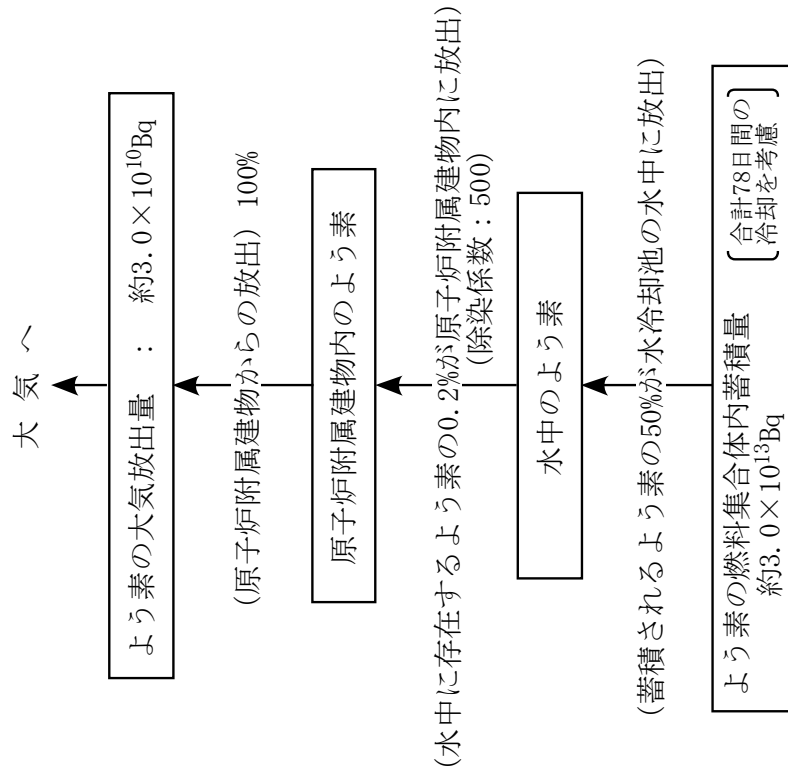 大気へ
よう素の大気放出量 ： 約3.0×10¹⁰Bq
(原子炉附属建物からの放出) 100%
原子炉附属建物内のよう素
(水中に存在するよう素の0.2%が原子炉附属建物内に放出)
(除染係数：500)
水中のよう素
(蓄積されるよう素の50%が水冷却池の水中に放出)
よう素の燃料集合体内蓄積量
約3.0×10¹³Bq
合計78日間の
冷却を考慮